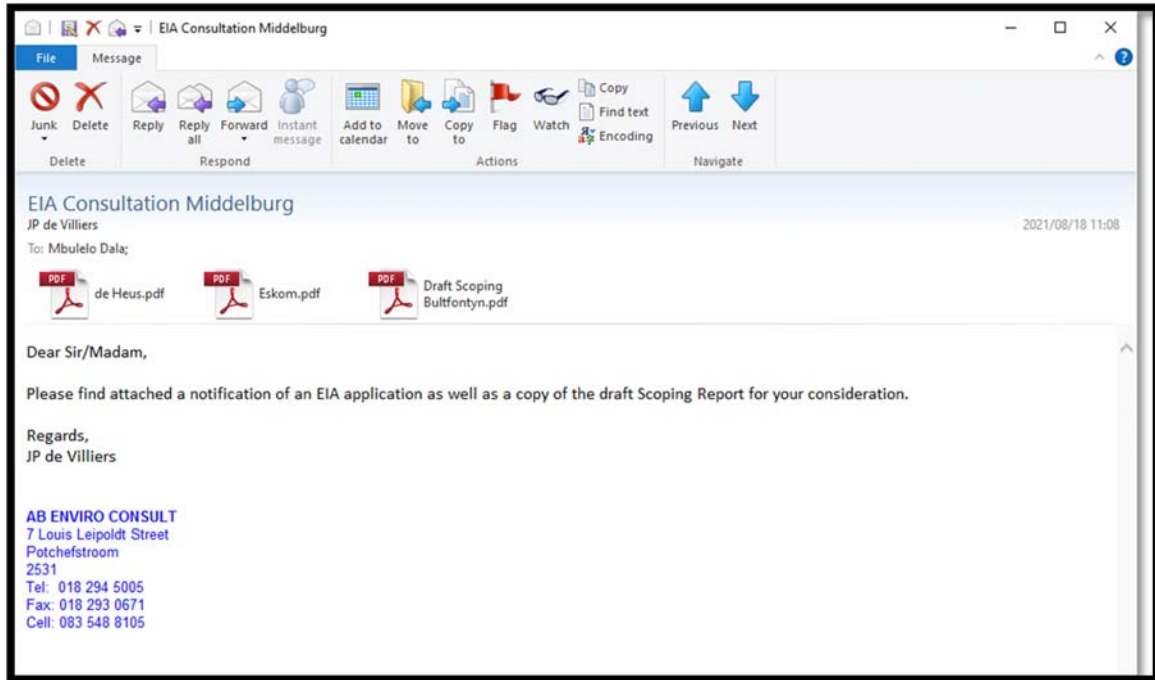 EIA Consultation Middelburg
File Message
Junk Delete Reply Reply all Forward Instant message Add to calendar Move to Copy to Flag Watch Copy Find text Encoding Previous Next
Delete Respond Actions Navigate
EIA Consultation Middelburg
JP de Villiers
2021/08/18 11:08
To: Mbulelo Dala;
PDF de Heus.pdf PDF Eskom.pdf PDF Draft Scoping
Bultfontyn.pdf
Dear Sir/Madam,
Please find attached a notification of an EIA application as well as a copy of the draft Scoping Report for your consideration.
Regards,
JP de Villiers
AB ENVIRO CONSULT
7 Louis Leipoldt Street
Potchefstroom
2531
Tel: 018 294 5005
Fax: 018 293 0671
Cell: 083 548 8105